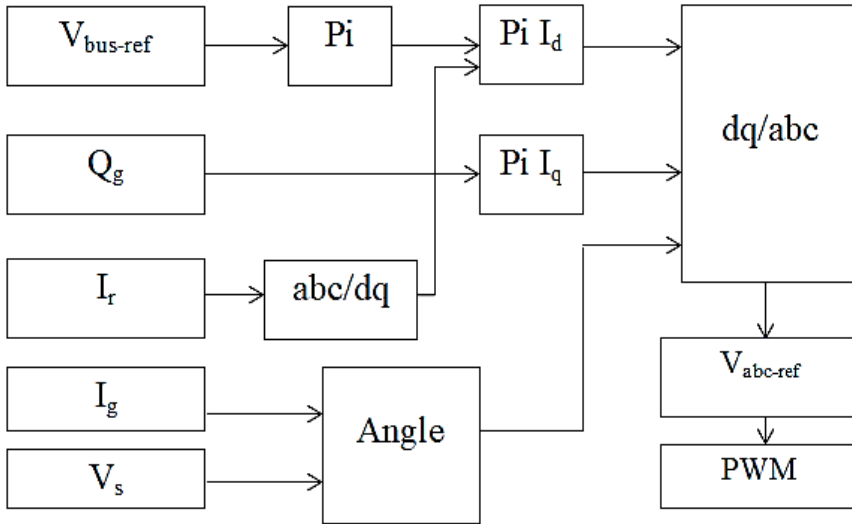 V_bus-ref
Pi
Pi I_d
dq/abc
Q_g
Pi I_q
I_r
abc/dq
V_abc-ref
I_g
Angle
V_s
PWM